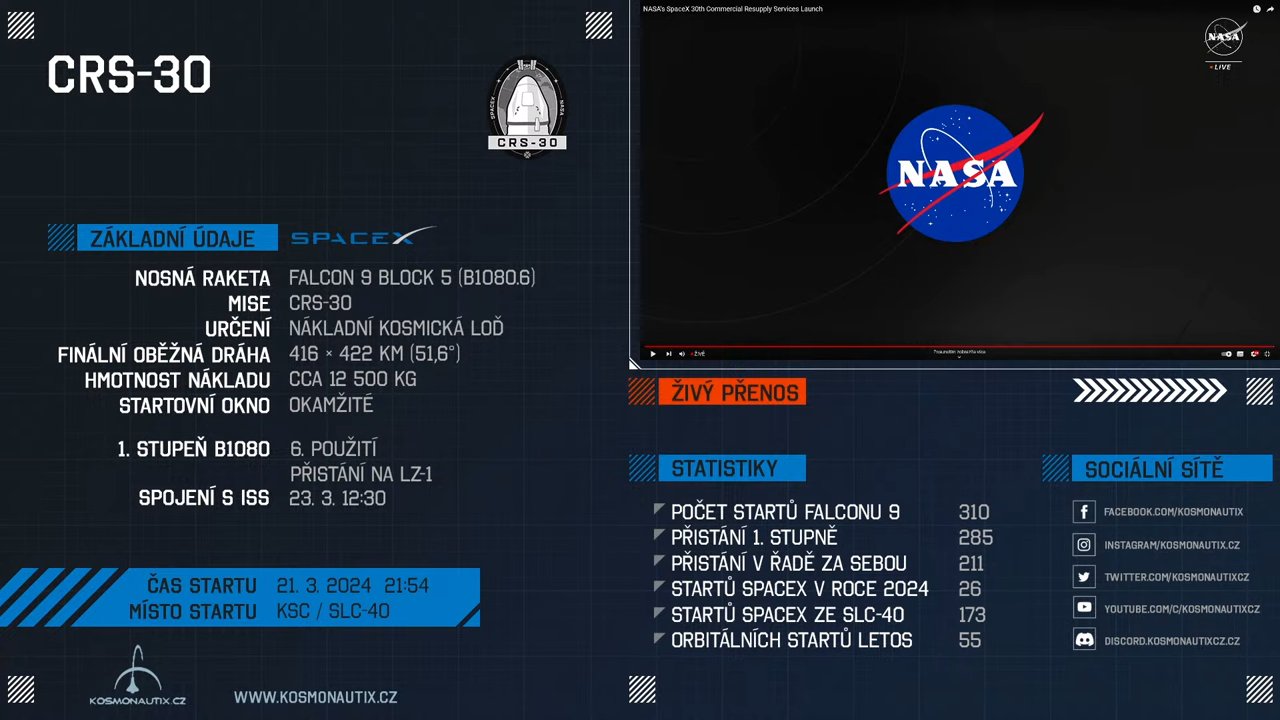 CRS-30
SPACEX
NASA
CRS-30
ZÁKLADNÍ ÚDAJE
SPACEX
NOSNÁ RAKETA FALCON 9 BLOCK 5 (B1080.6)
MISE CRS-30
URČENÍ NÁKLADNÍ KOSMICKÁ LOĎ
FINÁLNÍ OBĚŽNÁ DRÁHA 416 × 422 KM (51,6°)
HMOTNOST NÁKLADU CCA 12 500 KG
STARTOVNÍ OKNO OKAMŽITÉ
1. STUPEŇ B1080 6. POUŽITÍ
PŘISTÁNÍ NA LZ-1
SPOJENÍ S ISS 23. 3. 12:30
ČAS STARTU 21. 3. 2024 21:54
MÍSTO STARTU KSC / SLC-40
KOSMONAUTIX.CZ
WWW.KOSMONAUTIX.CZ
NASA's SpaceX 30th Commercial Resupply Services Launch
NASA
LIVE
NASA
ŽIVĚ
ŽIVÝ PŘENOS
STATISTIKY
POČET STARTŮ FALCONU 9 310
PŘISTÁNÍ 1. STUPNĚ 285
PŘISTÁNÍ V ŘADĚ ZA SEBOU 211
STARTŮ SPACEX V ROCE 2024 26
STARTŮ SPACEX ZE SLC-40 173
ORBITÁLNÍCH STARTŮ LETOS 55
SOCIÁLNÍ SÍTĚ
FACEBOOK.COM/KOSMONAUTIX
INSTAGRAM/KOSMONAUTIX.CZ
TWITTER.COM/KOSMONAUTIXCZ
YOUTUBE.COM/C/KOSMONAUTIXCZ
DISCORD.KOSMONAUTIXCZ.CZ